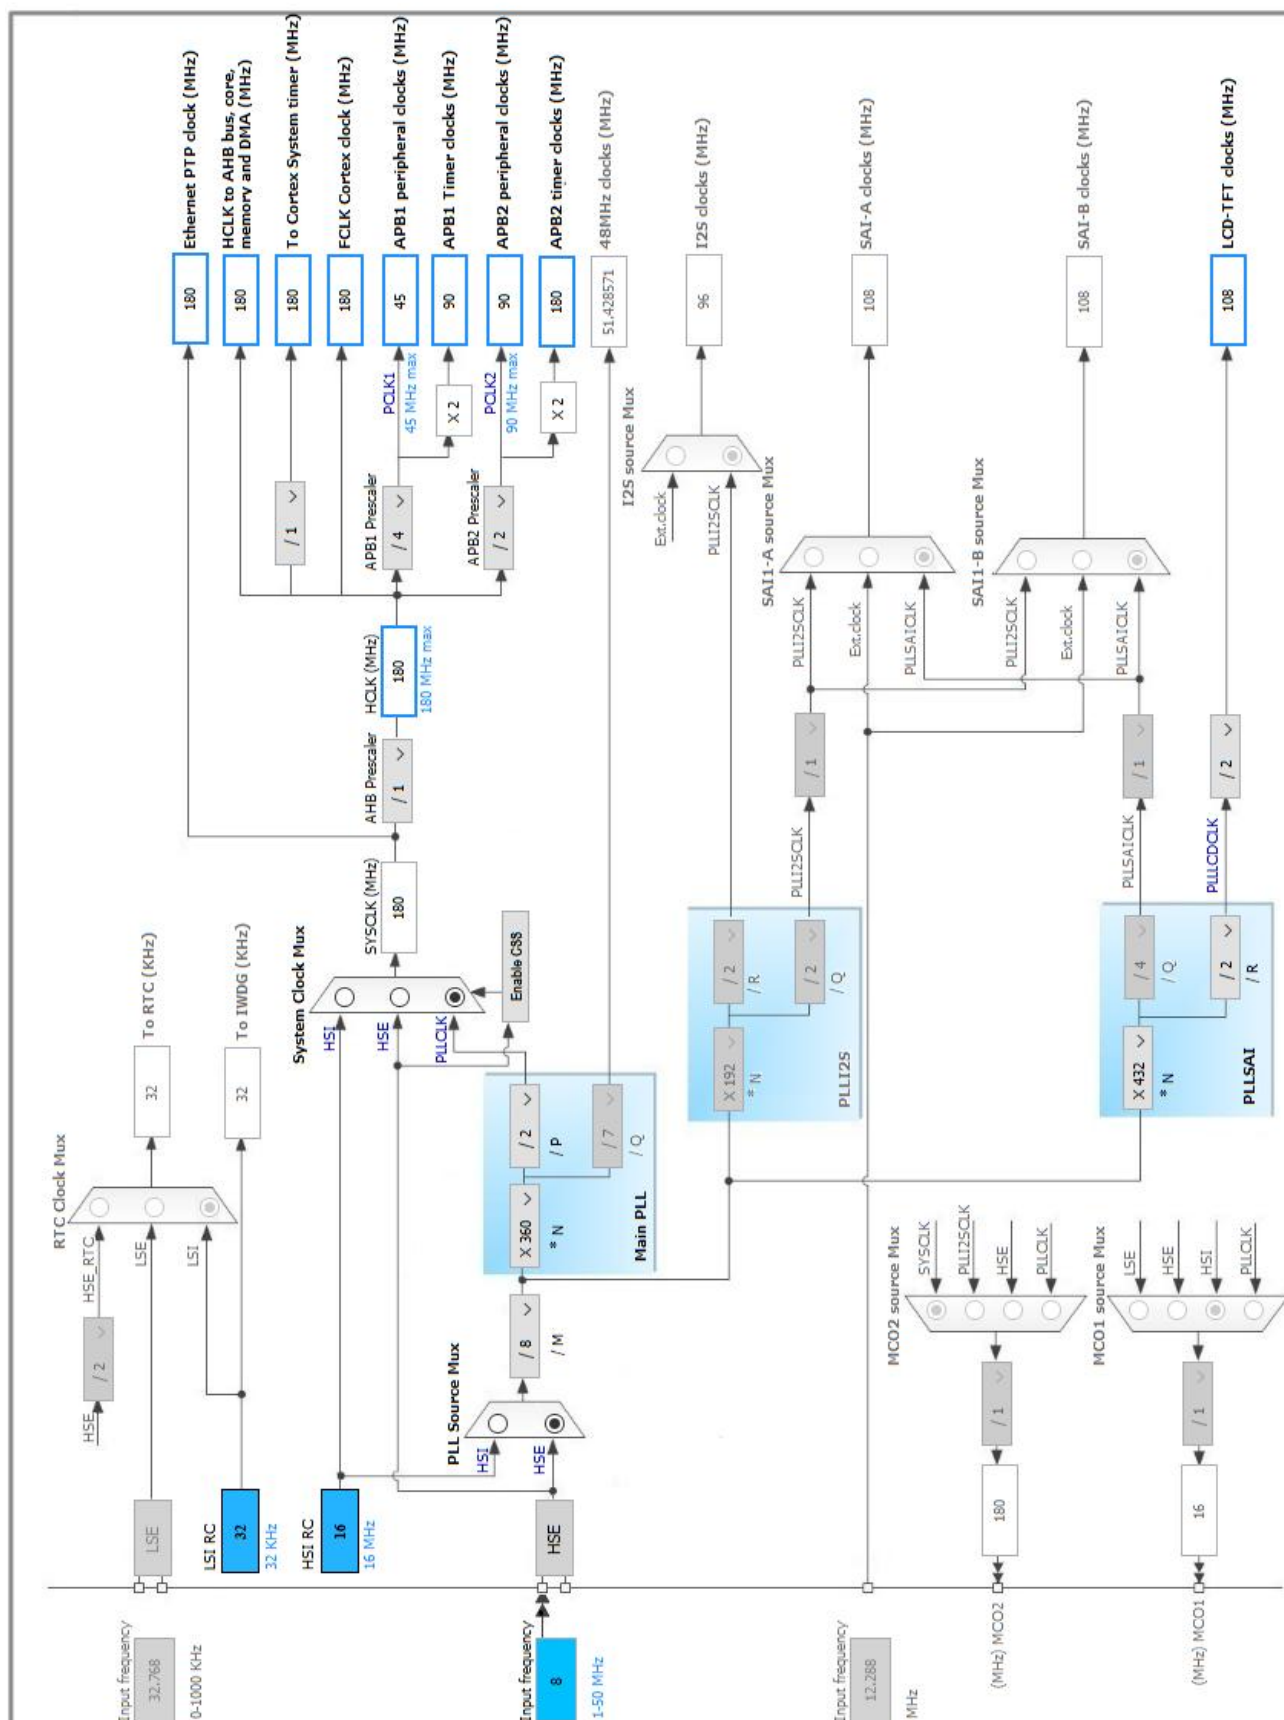 Input frequency
32.768
0-1000 KHz
LSE
HSE
/ 2
HSE_RTC
LSE
LSI
RTC Clock Mux
32
To RTC (KHz)
LSI RC
32
32 KHz
32
To IWDG (KHz)
HSI RC
16
16 MHz
Input frequency
8
1-50 MHz
HSE
PLL Source Mux
HSI
HSE
/ 8
/ M
X 360
* N
/ 2
/ P
/ 7
/ Q
Main PLL
System Clock Mux
HSI
HSE
PLLCLK
Enable CSS
SYSCLK (MHz)
180
AHB Prescaler
/ 1
HCLK (MHz)
180
180 MHz max
180
Ethernet PTP clock (MHz)
180
HCLK to AHB bus, core,
memory and DMA (MHz)
/ 1
180
To Cortex System timer (MHz)
180
FCLK Cortex clock (MHz)
APB1 Prescaler
/ 4
PCLK1
45 MHz max
45
APB1 peripheral clocks (MHz)
X 2
90
APB1 Timer clocks (MHz)
APB2 Prescaler
/ 2
PCLK2
90 MHz max
90
APB2 peripheral clocks (MHz)
X 2
180
APB2 timer clocks (MHz)
51.428571
48MHz clocks (MHz)
X 192
* N
/ 2
/ R
/ 2
/ Q
PLLI2S
I2S source Mux
Ext.clock
PLLI2SCLK
96
I2S clocks (MHz)
PLLI2SCLK
/ 1
SAI1-A source Mux
PLLI2SCLK
Ext.clock
PLLSAICLK
108
SAI-A clocks (MHz)
Input frequency
12.288
MHz
SAI1-B source Mux
PLLI2SCLK
Ext.clock
PLLSAICLK
108
SAI-B clocks (MHz)
X 432
* N
/ 4
/ Q
/ 2
/ R
PLLSAI
PLLSAICLK
/ 1
PLLLCDCLK
/ 2
108
LCD-TFT clocks (MHz)
MCO2 source Mux
SYSCLK
PLLI2SCLK
HSE
PLLCLK
/ 1
180
(MHz) MCO2
MCO1 source Mux
LSE
HSE
HSI
PLLCLK
/ 1
16
(MHz) MCO1